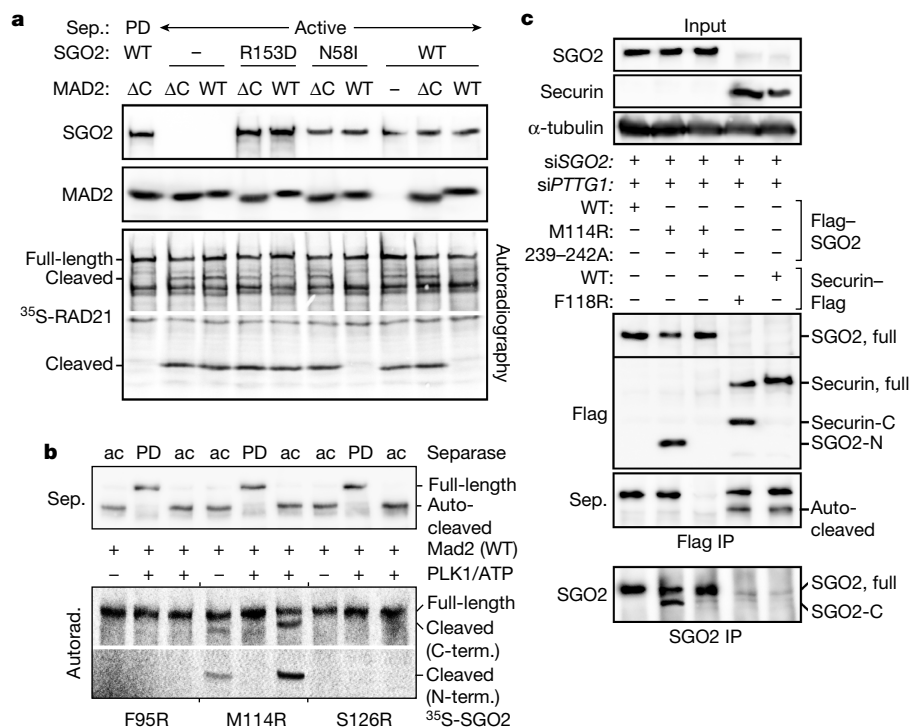 a
Sep.: PD Active
SGO2: WT – R153D N58I WT
MAD2: ΔC ΔC WT ΔC WT ΔC WT – ΔC WT
SGO2
MAD2
Full-length
Cleaved
³⁵S-RAD21
Cleaved
Autoradiography
b
ac PD ac ac PD ac ac PD ac Separase
Sep.
Full-length
Auto-
cleaved
+ + + + + + + + + Mad2 (WT)
– + + – + + – + + PLK1/ATP
Autorad.
Full-length
Cleaved
(C-term.)
Cleaved
(N-term.)
F95R M114R S126R ³⁵S-SGO2
c
Input
SGO2
Securin
α-tubulin
siSGO2: + + + + +
siPTTG1: + + + + +
WT: + – – – –
M114R: – + + – –
239–242A: – – + – –
Flag–
SGO2
WT: – – – – +
F118R: – – – + –
Securin–
Flag
Flag
SGO2, full
Securin, full
Securin-C
SGO2-N
Sep.
Auto-
cleaved
Flag IP
SGO2
SGO2, full
SGO2-C
SGO2 IP